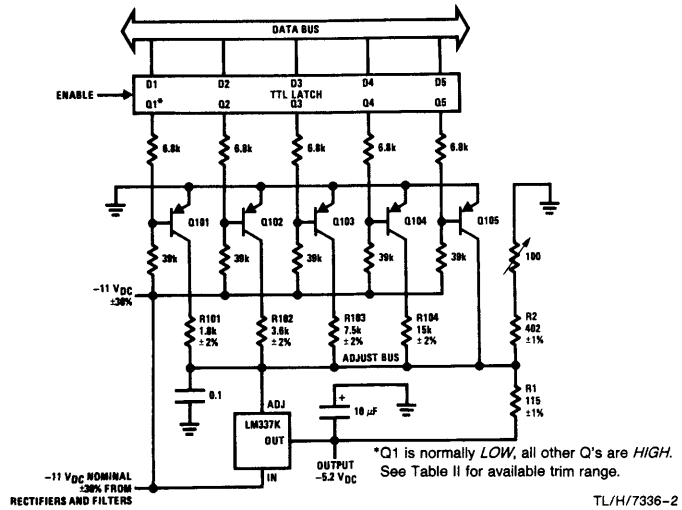 DATA BUS
D1 D2 D3 D4 D5
TTL LATCH
ENABLE
Q1* Q2 Q3 Q4 Q5
6.8k 6.8k 6.8k 6.8k 6.8k
Q101 Q102 Q103 Q104 Q105
39k 39k 39k 39k 39k
100
-11 VDC
±30%
R101
1.8k
±2%
R102
3.6k
±2%
R103
7.5k
±2%
R104
15k
±2%
R2
402
±1%
ADJUST BUS
R1
115
±1%
0.1
ADJ
+
10 µF
LM337K
OUT
IN
OUTPUT
-5.2 VDC
-11 VDC NOMINAL
±30% FROM
RECTIFIERS AND FILTERS
*Q1 is normally LOW, all other Q's are HIGH.
See Table II for available trim range.
TL/H/7336-2